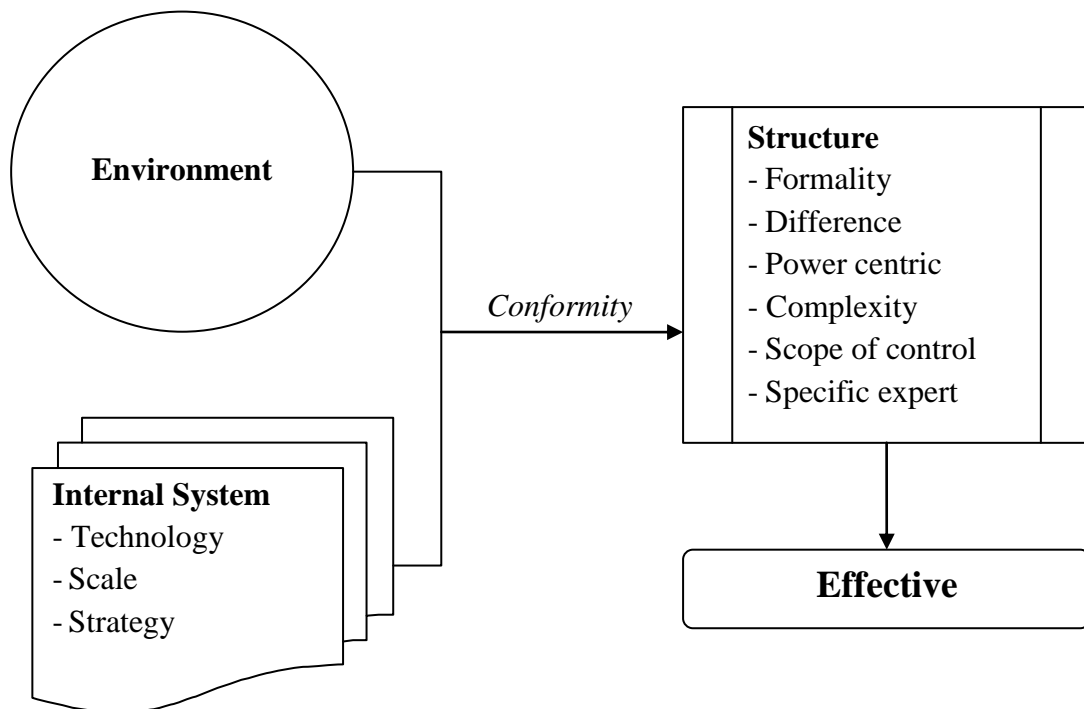 Environment
Internal System
- Technology
- Scale
- Strategy
Conformity
Structure
- Formality
- Difference
- Power centric
- Complexity
- Scope of control
- Specific expert
Effective